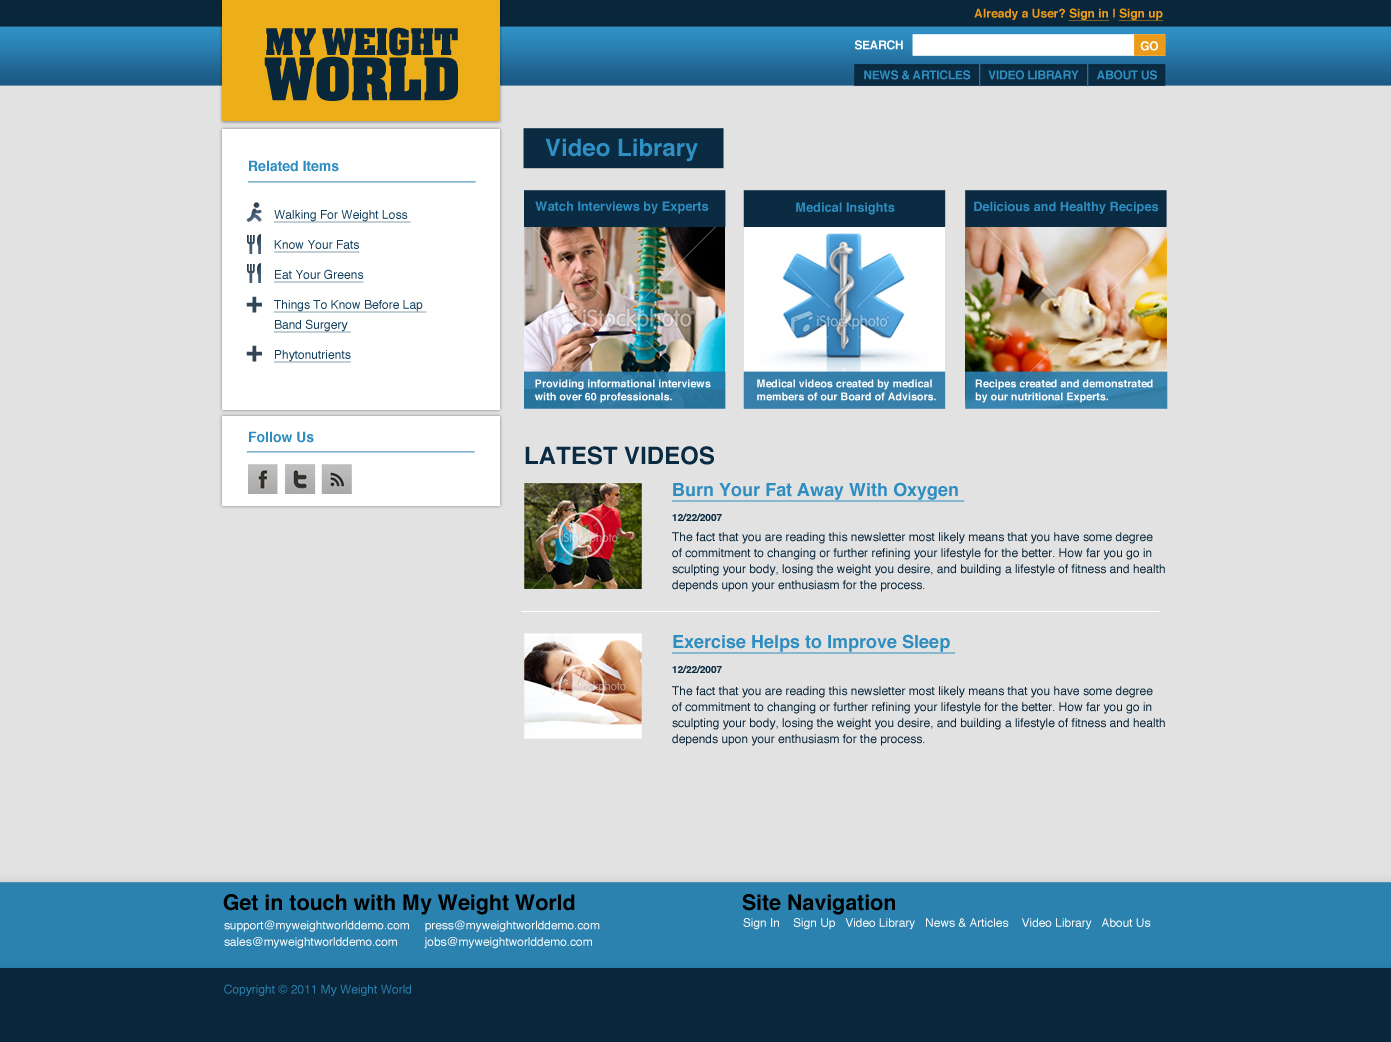 Already a User? Sign in | Sign up
MY WEIGHT
WORLD
SEARCH
GO
NEWS & ARTICLES
VIDEO LIBRARY
ABOUT US
Related Items
Walking For Weight Loss
Know Your Fats
Eat Your Greens
Things To Know Before Lap
Band Surgery
Phytonutrients
Follow Us
Video Library
Watch Interviews by Experts
iStockphoto
Providing informational interviews
with over 60 professionals.
Medical Insights
iStockphoto
Medical videos created by medical
members of our Board of Advisors.
Delicious and Healthy Recipes
iStockphoto
Recipes created and demonstrated
by our nutritional Experts.
LATEST VIDEOS
iStockphoto
Burn Your Fat Away With Oxygen
12/22/2007
The fact that you are reading this newsletter most likely means that you have some degree
of commitment to changing or further refining your lifestyle for the better. How far you go in
sculpting your body, losing the weight you desire, and building a lifestyle of fitness and health
depends upon your enthusiasm for the process.
Exercise Helps to Improve Sleep
12/22/2007
The fact that you are reading this newsletter most likely means that you have some degree
of commitment to changing or further refining your lifestyle for the better. How far you go in
sculpting your body, losing the weight you desire, and building a lifestyle of fitness and health
depends upon your enthusiasm for the process.
Get in touch with My Weight World
support@myweightworlddemo.com press@myweightworlddemo.com
sales@myweightworlddemo.com jobs@myweightworlddemo.com
Site Navigation
Sign In Sign Up Video Library News & Articles Video Library About Us
Copyright © 2011 My Weight World